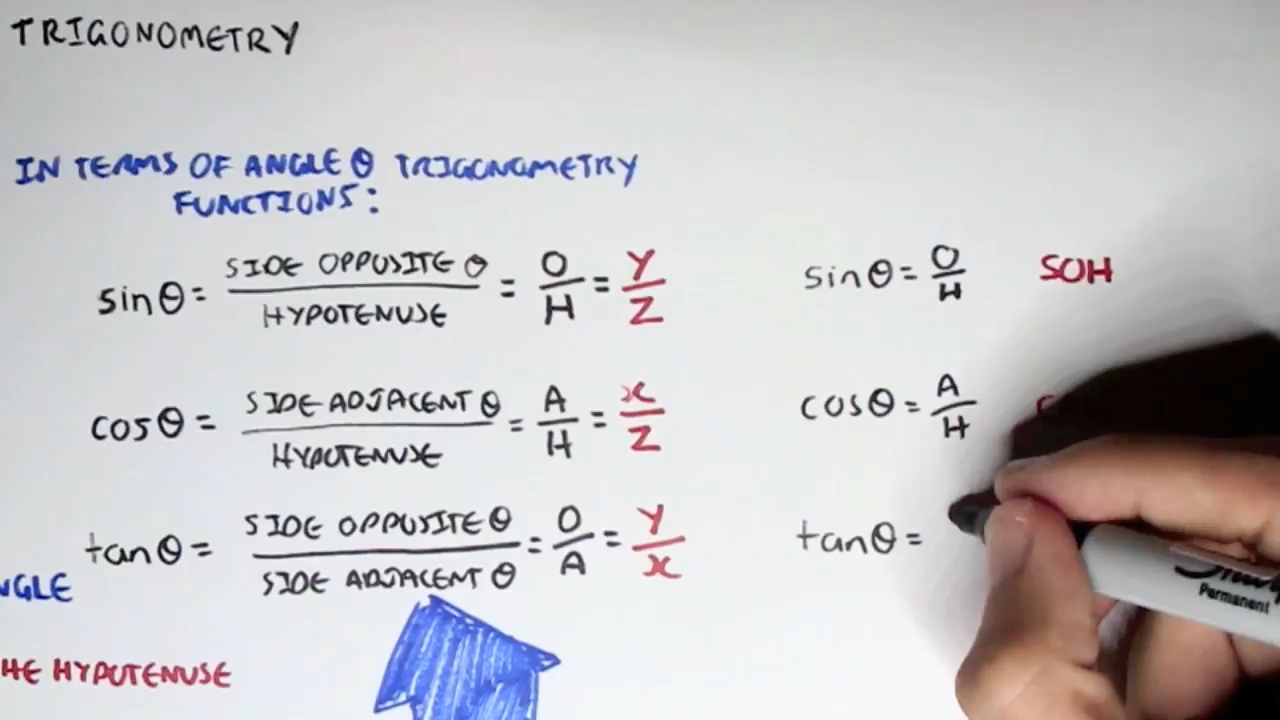 TRIGONOMETRY
IN TERMS OF ANGLE θ TRIGONOMETRY
FUNCTIONS:
sinθ = SIDE OPPOSITE θ / HYPOTENUSE = O/H = Y/Z
cosθ = SIDE ADJACENT θ / HYPOTENUSE = A/H = x/Z
tanθ = SIDE OPPOSITE θ / SIDE ADJACENT θ = O/A = Y/x
NGLE
HE HYPOTENUSE
sinθ = O/H SOH
cosθ = A/H
tanθ =
Permanent